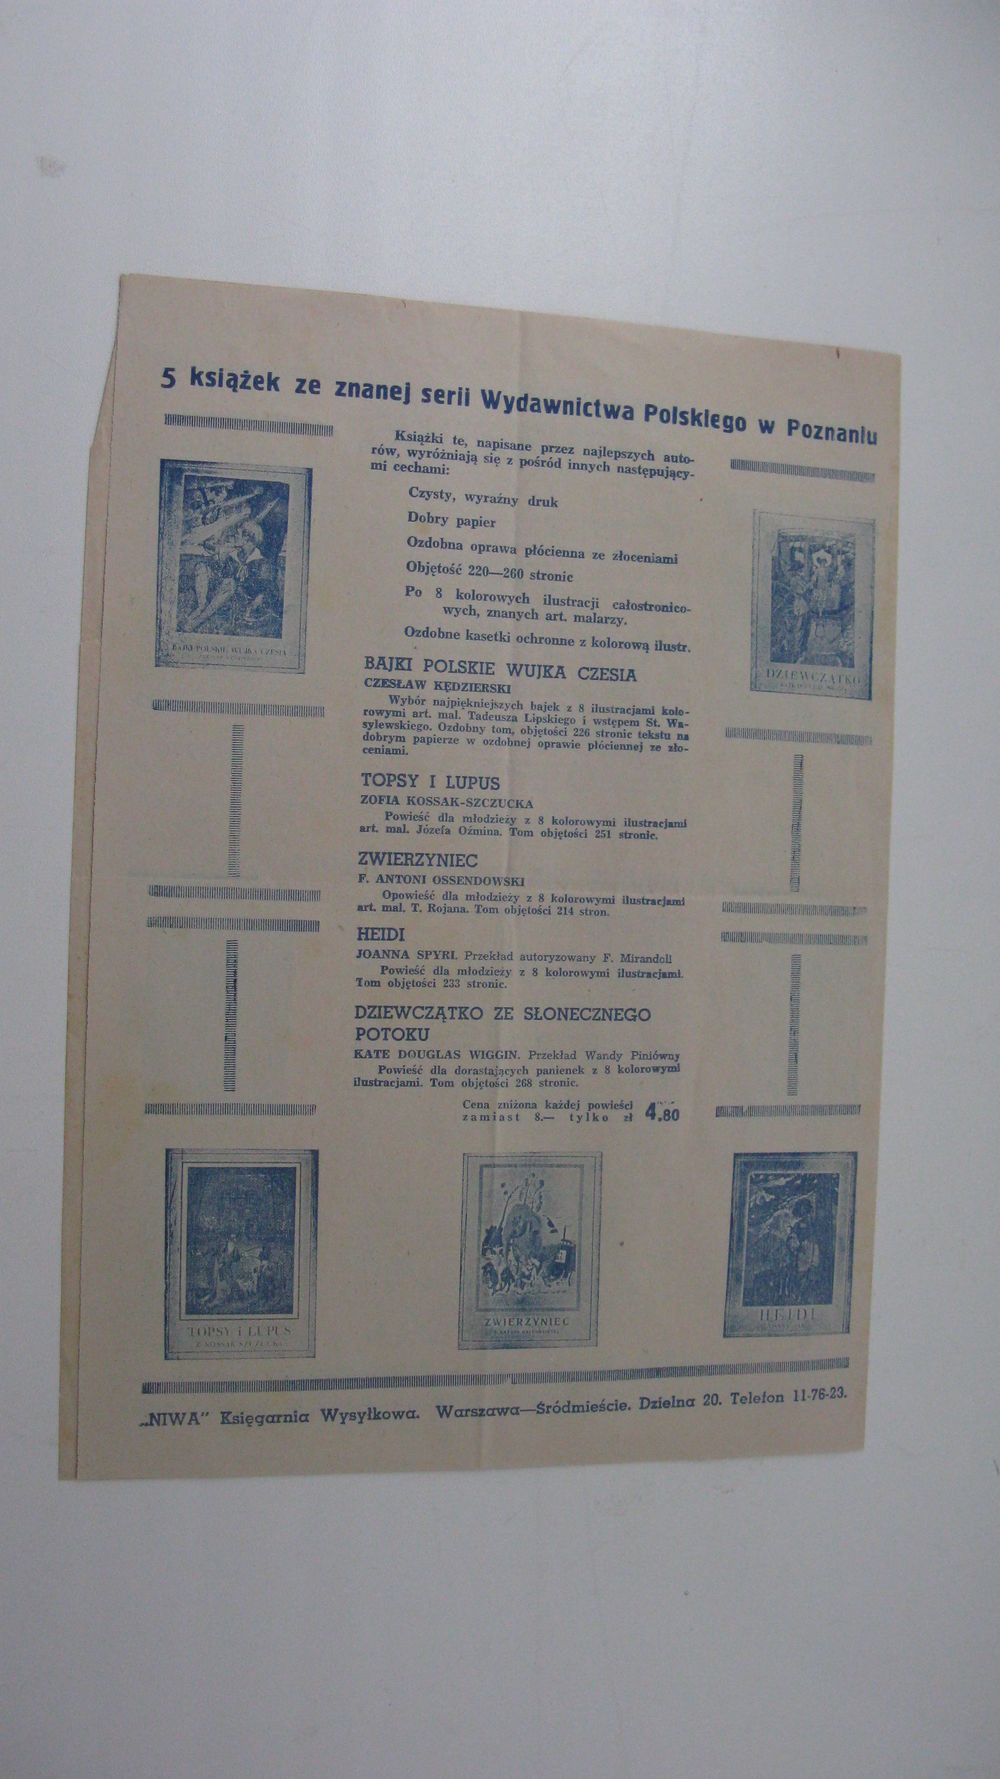 5 książek ze znanej serii Wydawnictwa Polskiego w Poznaniu
Książki te, napisane przez najlepszych auto-
rów, wyróżniają się z pośród innych następujący-
mi cechami:
Czysty, wyraźny druk
Dobry papier
Ozdobna oprawa płócienna ze złoceniami
Objętość 220—260 stronic
Po 8 kolorowych ilustracji całostronico-
wych, znanych art. malarzy.
Ozdobne kasetki ochronne z kolorową ilustr.
BAJKI POLSKIE WUJKA CZESIA
DZIEWCZĄTKO
BAJKI POLSKIE WUJKA CZESIA
CZESŁAW KĘDZIERSKI
Wybór najpiękniejszych bajek z 8 ilustracjami kolo-
rowymi art. mal. Tadeusza Lipskiego i wstępem St. Wa-
sylewskiego. Ozdobny tom, objętości 226 stronic tekstu na
dobrym papierze w ozdobnej oprawie płóciennej ze zło-
ceniami.
TOPSY I LUPUS
ZOFIA KOSSAK-SZCZUCKA
Powieść dla młodzieży z 8 kolorowymi ilustracjami
art. mal. Józefa Oźmina. Tom objętości 251 stronic.
ZWIERZYNIEC
F. ANTONI OSSENDOWSKI
Opowieść dla młodzieży z 8 kolorowymi ilustracjami
art. mal. T. Rojana. Tom objętości 214 stron.
HEIDI
JOANNA SPYRI. Przekład autoryzowany F. Mirandoli
Powieść dla młodzieży z 8 kolorowymi ilustracjami.
Tom objętości 233 stronic.
DZIEWCZĄTKO ZE SŁONECZNEGO
POTOKU
KATE DOUGLAS WIGGIN. Przekład Wandy Piniówny
Powieść dla dorastających panienek z 8 kolorowymi
ilustracjami. Tom objętości 268 stronic.
Cena zniżona każdej powieści
zamiast 8.— tylko zł 4.80
TOPSY i LUPUS
Z. KOSSAK SZCZUCKA
ZWIERZYNIEC
HEIDI
„NIWA" Księgarnia Wysyłkowa. Warszawa—Śródmieście. Dzielna 20. Telefon 11-76-23.